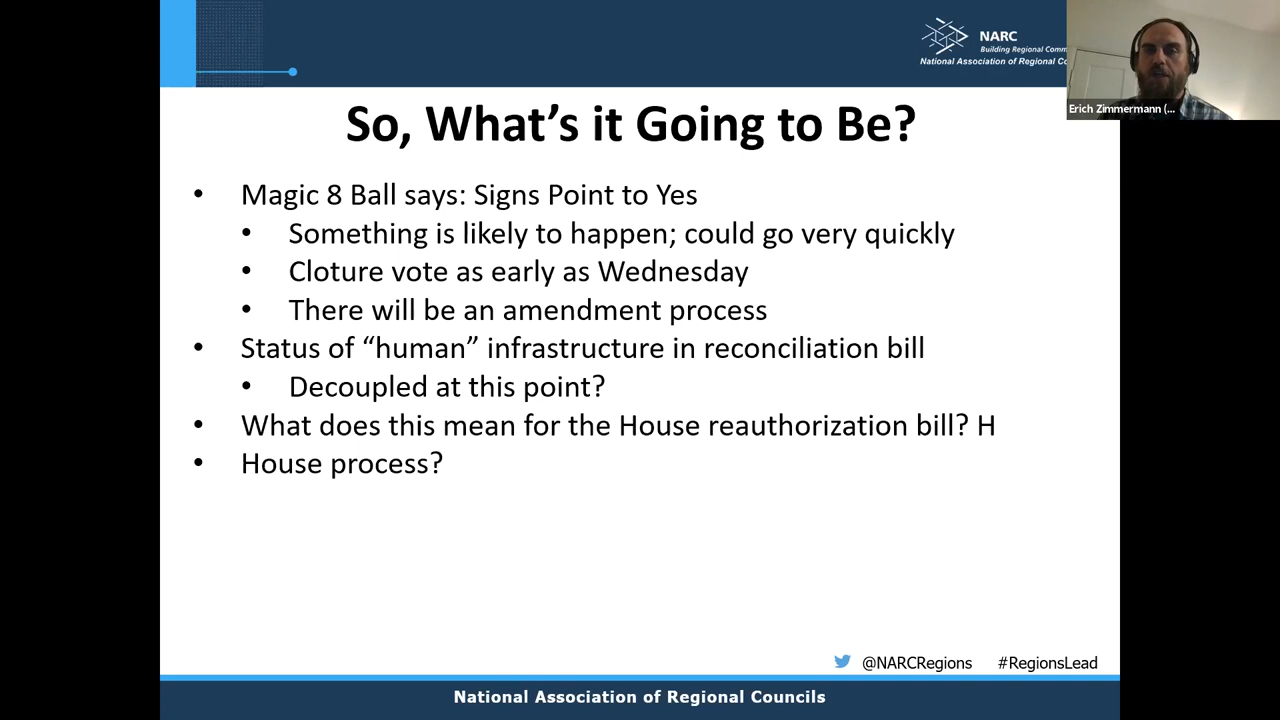 NARC
Building Regional Comm
National Association of Regional Co
Erich Zimmermann (...
So, What’s it Going to Be?
• Magic 8 Ball says: Signs Point to Yes
• Something is likely to happen; could go very quickly
• Cloture vote as early as Wednesday
• There will be an amendment process
• Status of “human” infrastructure in reconciliation bill
• Decoupled at this point?
• What does this mean for the House reauthorization bill? H
• House process?
@NARCRegions #RegionsLead
National Association of Regional Councils